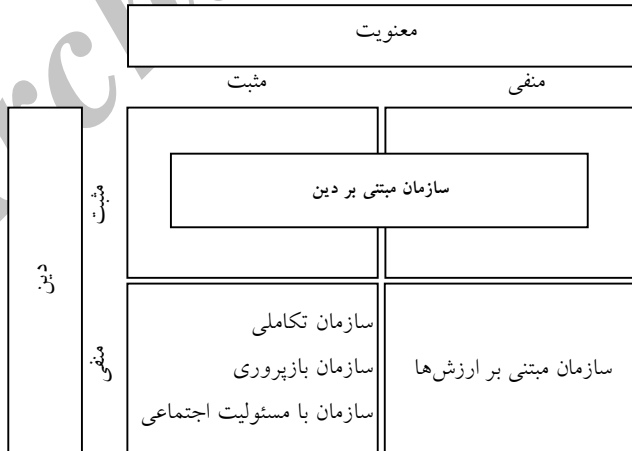 معنویت
منفی
مثبت
سازمان مبتنی بر دین
مثبت
دین
سازمان مبتنی بر ارزش‌ها
سازمان تکاملی
سازمان بازپروری
سازمان با مسئولیت اجتماعی
منفی